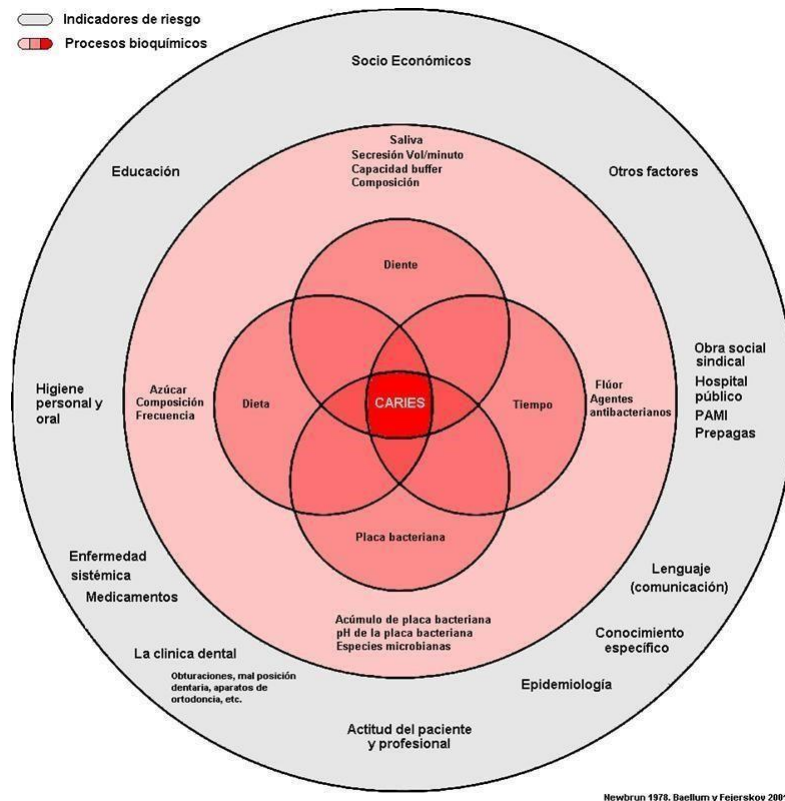 Indicadores de riesgo
Procesos bioquímicos
Socio Económicos
Educación
Otros factores
Saliva
Secresión Vol/minuto
Capacidad buffer
Composición
Diente
Higiene
personal y
oral
Azúcar
Composición
Frecuencia
Dieta
CARIES
Tiempo
Flúor
Agentes
antibacterianos
Obra social
sindical
Hospital
público
PAMI
Prepagas
Placa bacteriana
Enfermedad
sistémica
Medicamentos
Acúmulo de placa bacteriana
pH de la placa bacteriana
Especies microbianas
Lenguaje
(comunicación)
Conocimiento
específico
La clinica dental
Obturaciones, mal posición
dentaria, aparatos de
ortodoncia, etc.
Epidemiología
Actitud del paciente
y profesional
Newbrun 1978. Baellum y Fejerskov 2001